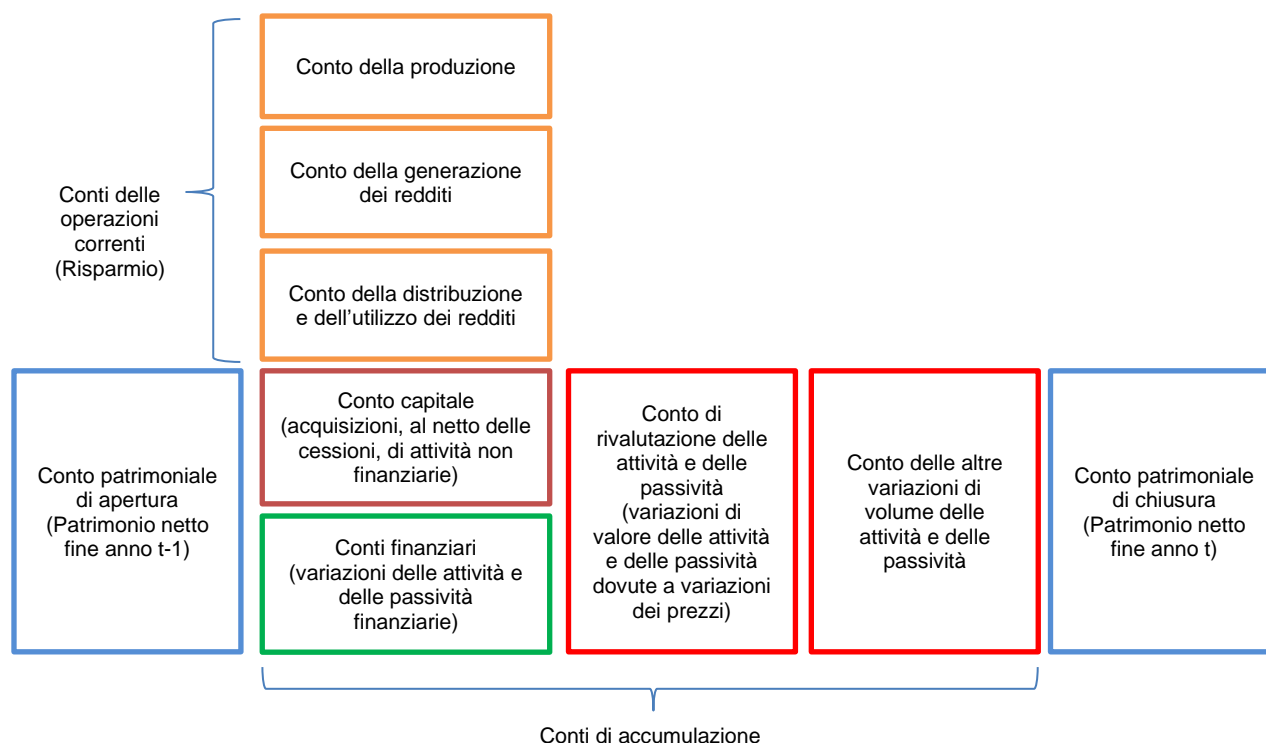 Conto della produzione
Conto della generazione
dei redditi
Conti delle
operazioni
correnti
(Risparmio)
Conto della distribuzione
e dell’utilizzo dei redditi
Conto patrimoniale
di apertura
(Patrimonio netto
fine anno t-1)
Conto capitale
(acquisizioni, al netto delle
cessioni, di attività non
finanziarie)
Conti finanziari
(variazioni delle attività e
delle passività
finanziarie)
Conto di
rivalutazione delle
attività e delle
passività
(variazioni di
valore delle attività
e delle passività
dovute a variazioni
dei prezzi)
Conto delle altre
variazioni di
volume delle
attività e delle
passività
Conto patrimoniale
di chiusura
(Patrimonio netto
fine anno t)
Conti di accumulazione